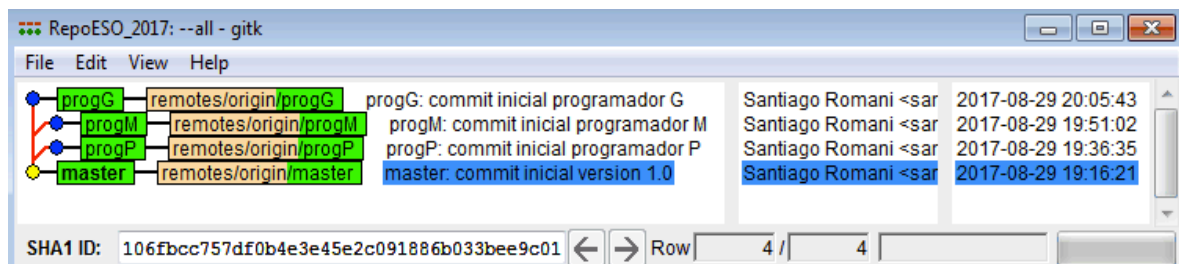 RepoESO_2017: --all - gitk
File Edit View Help
progG remotes/origin/progG progG: commit inicial programador G Santiago Romani <sar 2017-08-29 20:05:43
progM remotes/origin/progM progM: commit inicial programador M Santiago Romani <sar 2017-08-29 19:51:02
progP remotes/origin/progP progP: commit inicial programador P Santiago Romani <sar 2017-08-29 19:36:35
master remotes/origin/master master: commit inicial version 1.0 Santiago Romani <sar 2017-08-29 19:16:21
SHA1 ID: 106fbcc757df0b4e3e45e2c091886b033bee9c01 Row 4 / 4